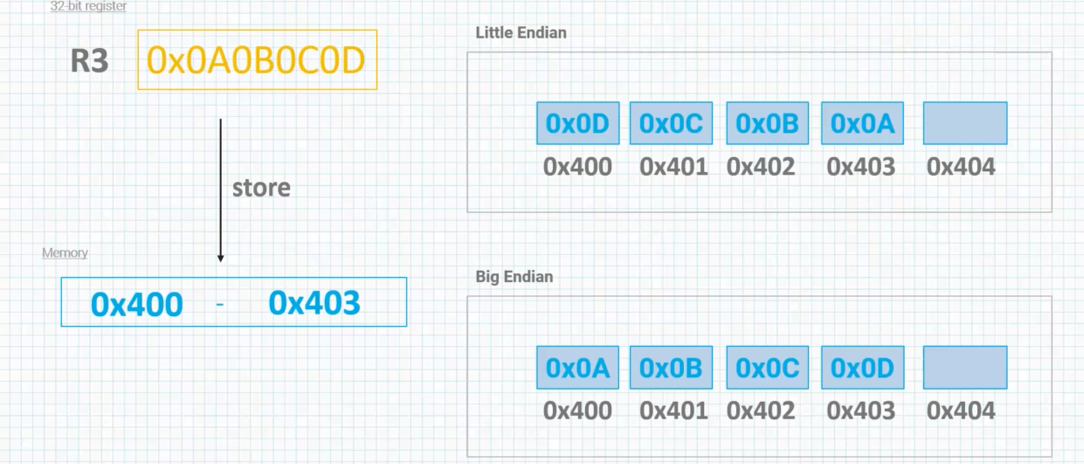 32-bit register
R3 0x0A0B0C0D
store
Memory
0x400 - 0x403
Little Endian
0x0D 0x0C 0x0B 0x0A
0x400 0x401 0x402 0x403 0x404
Big Endian
0x0A 0x0B 0x0C 0x0D
0x400 0x401 0x402 0x403 0x404